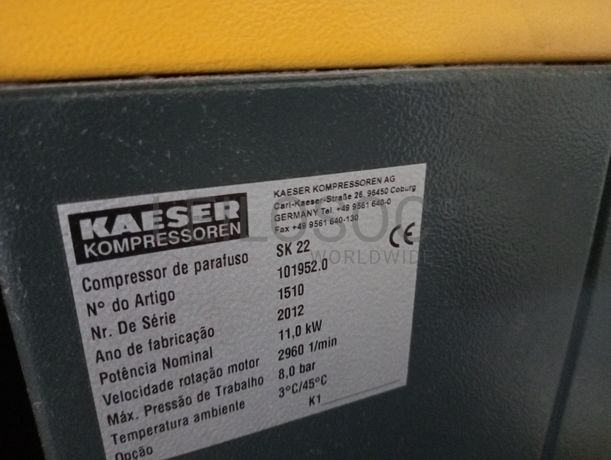 KAESER
KOMPRESSOREN
KAESER KOMPRESSOREN AG
Carl-Kaeser-Straße 26, 96450 Coburg
GERMANY Tel. +49 9561 640-0
Fax +49 9561 640-130
CE
WORLDWIDE
Compressor de parafuso SK 22
Nº do Artigo 101952.0
Nr. De Série 1510
Ano de fabricação 2012
Potência Nominal 11,0 kW
Velocidade rotação motor 2960 1/min
Máx. Pressão de Trabalho 8,0 bar
Temperatura ambiente 3°C/45°C
Opção K1